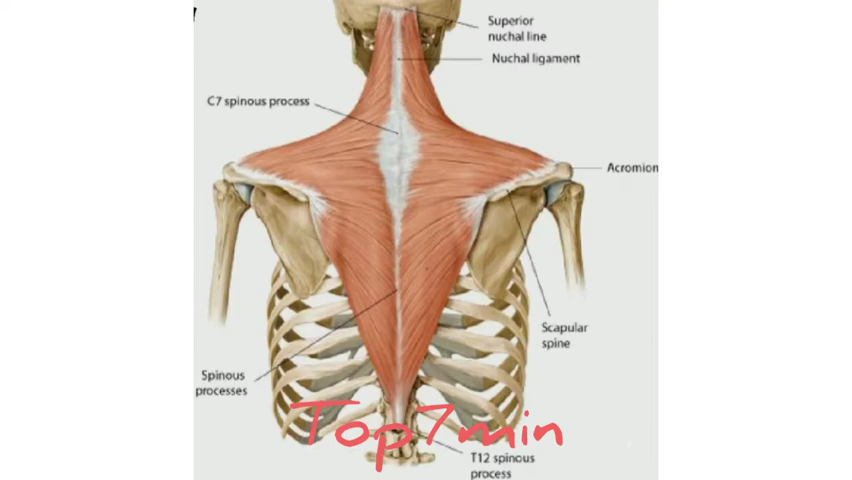 Superior
nuchal line
Nuchal ligament
C7 spinous process
Acromion
Scapular
spine
Spinous
processes
Top7min
T12 spinous
process